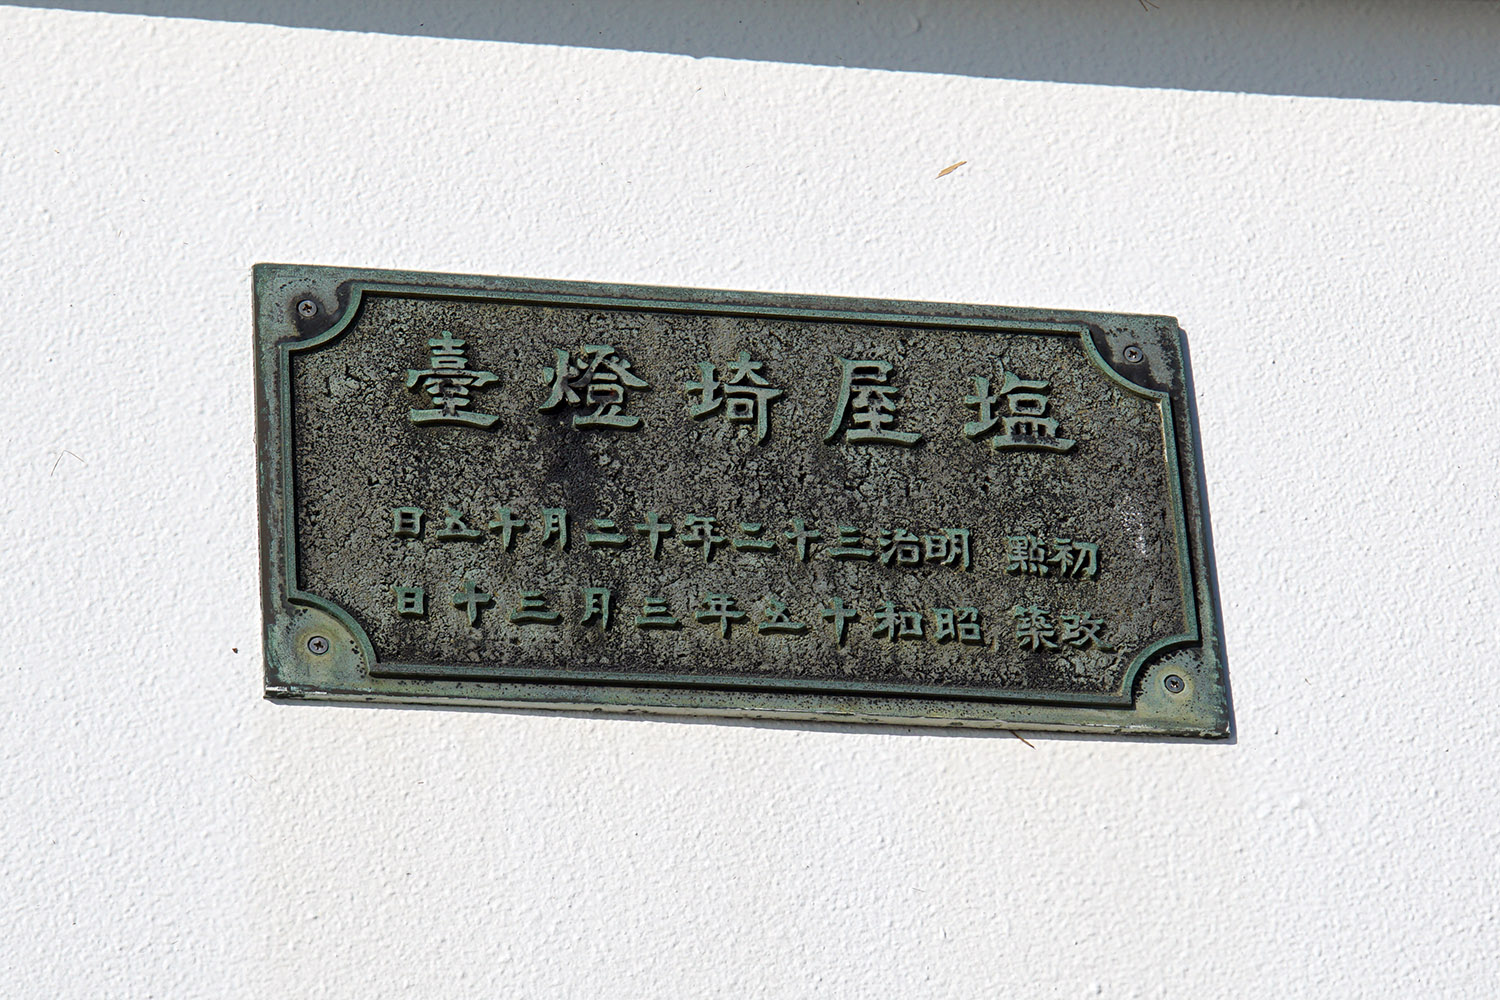 塩屋埼燈臺
初點 明治三十二年十二月十五日
改築 昭和十五年三月三十日